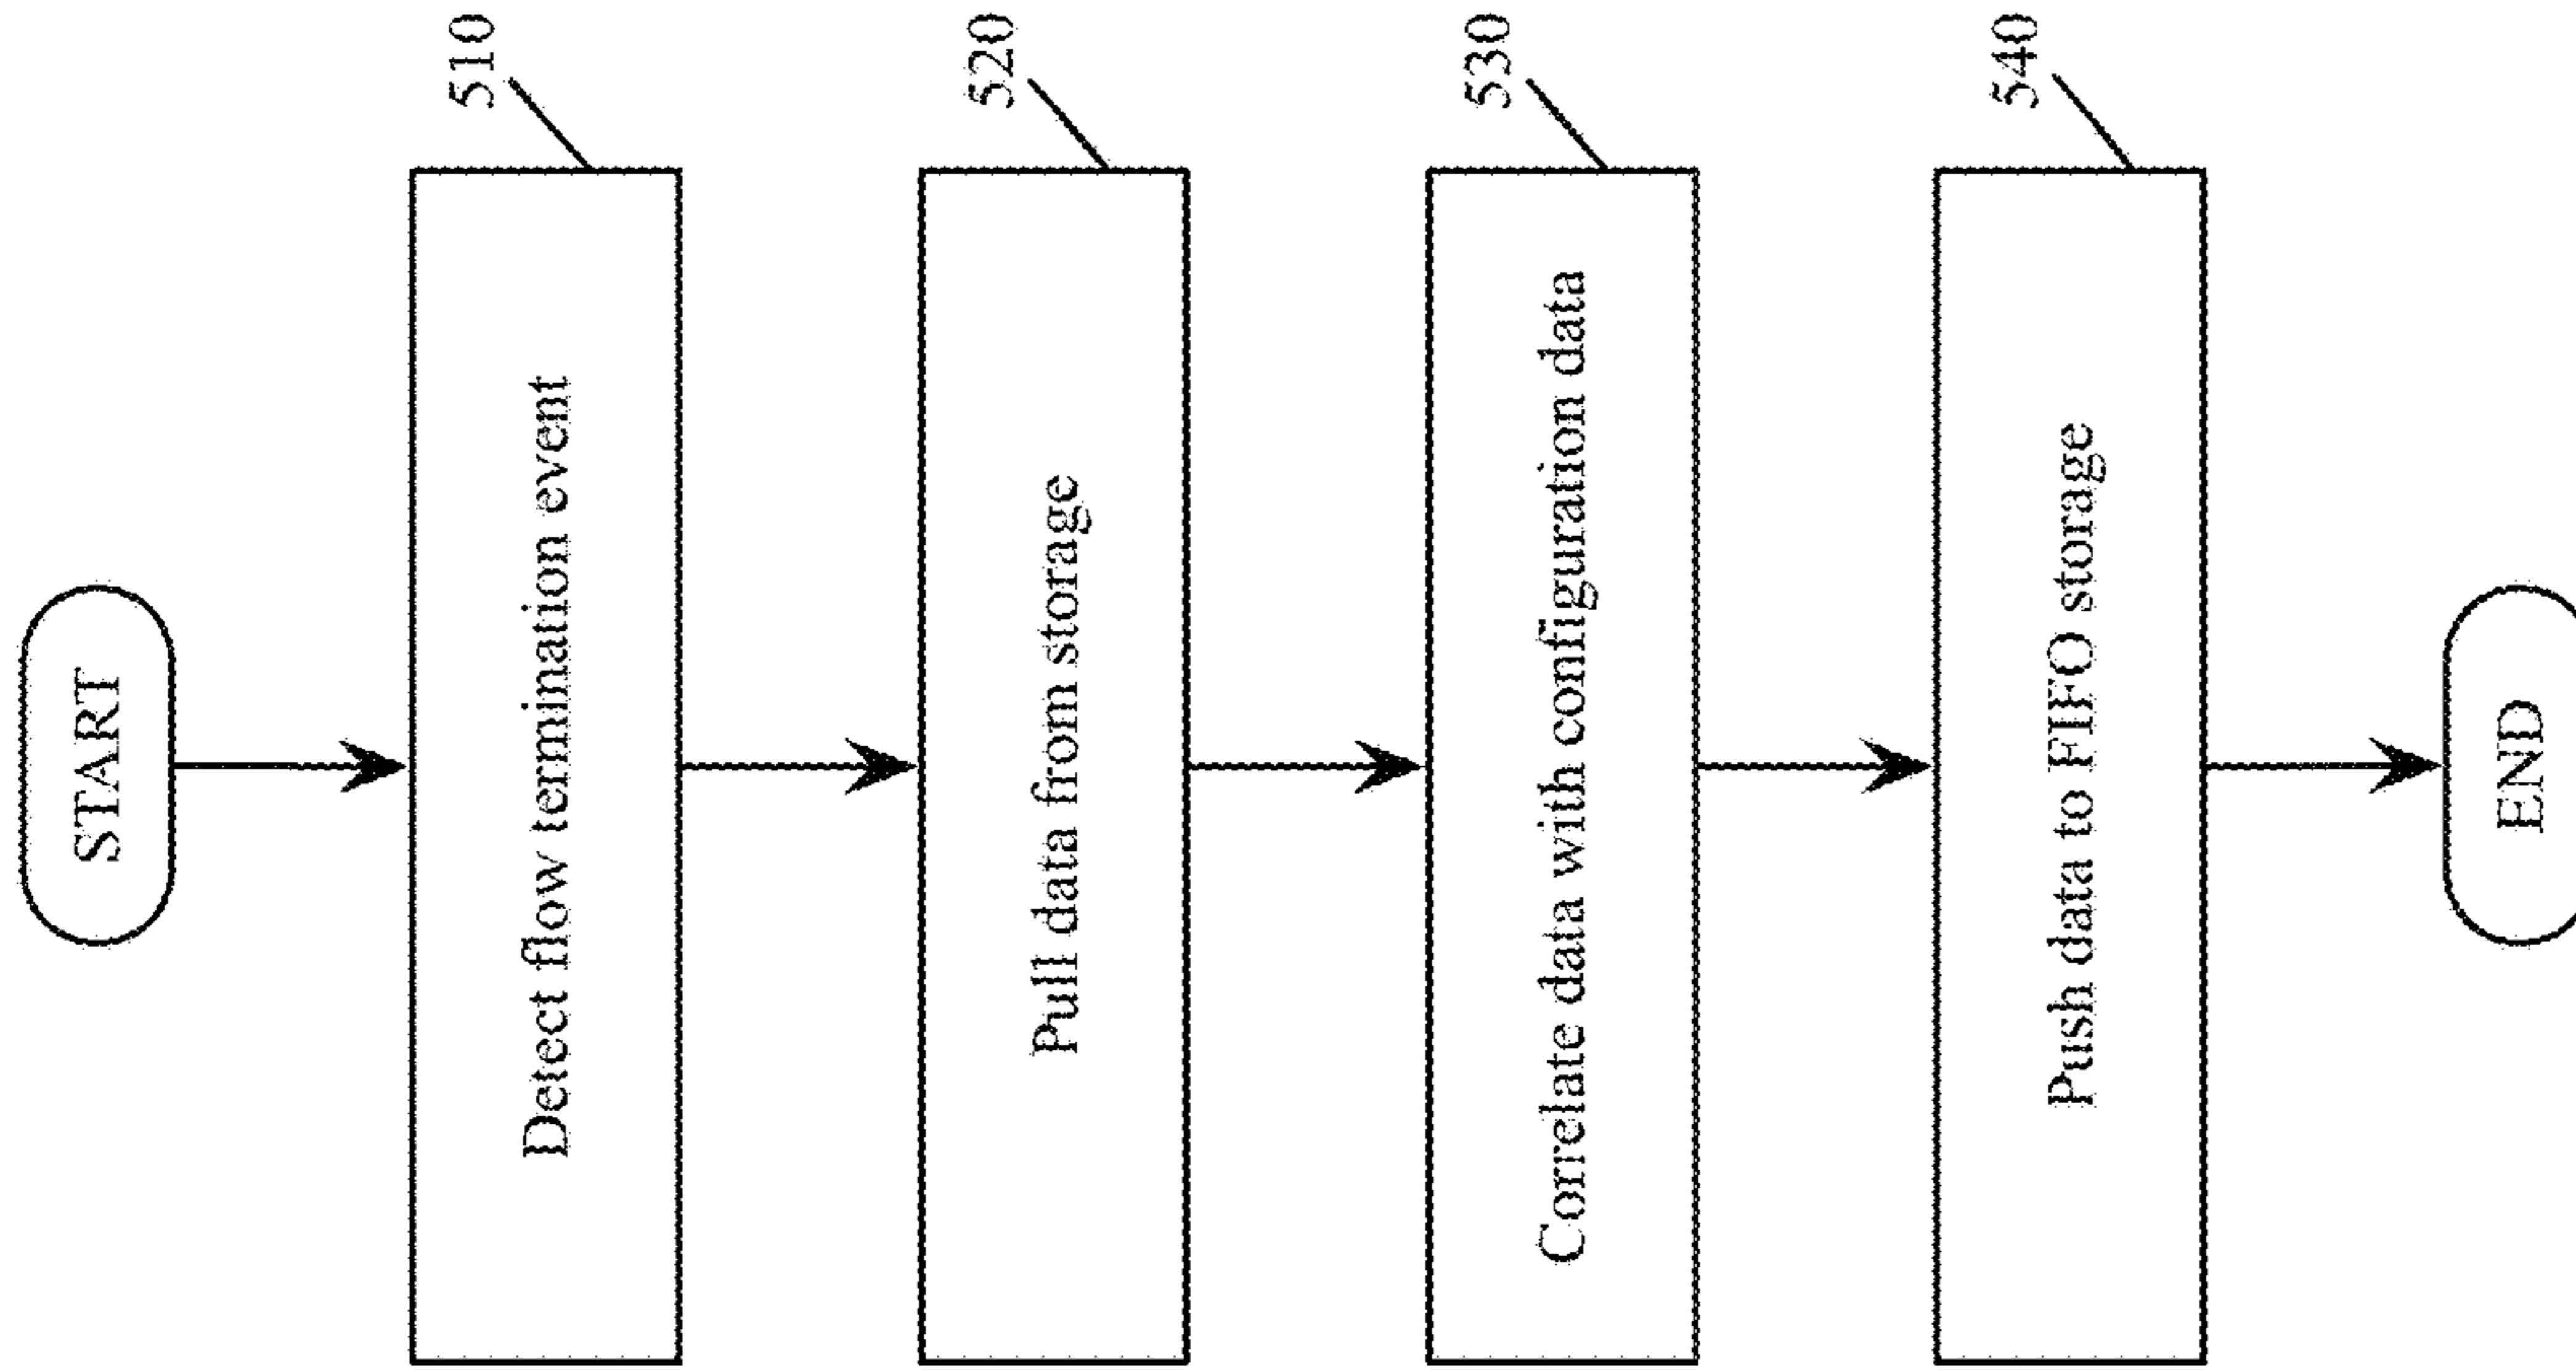 START
510
Detect flow termination event
520
Pull data from storage
530
Correlate data with configuration data
540
Push data to FIFO storage
END